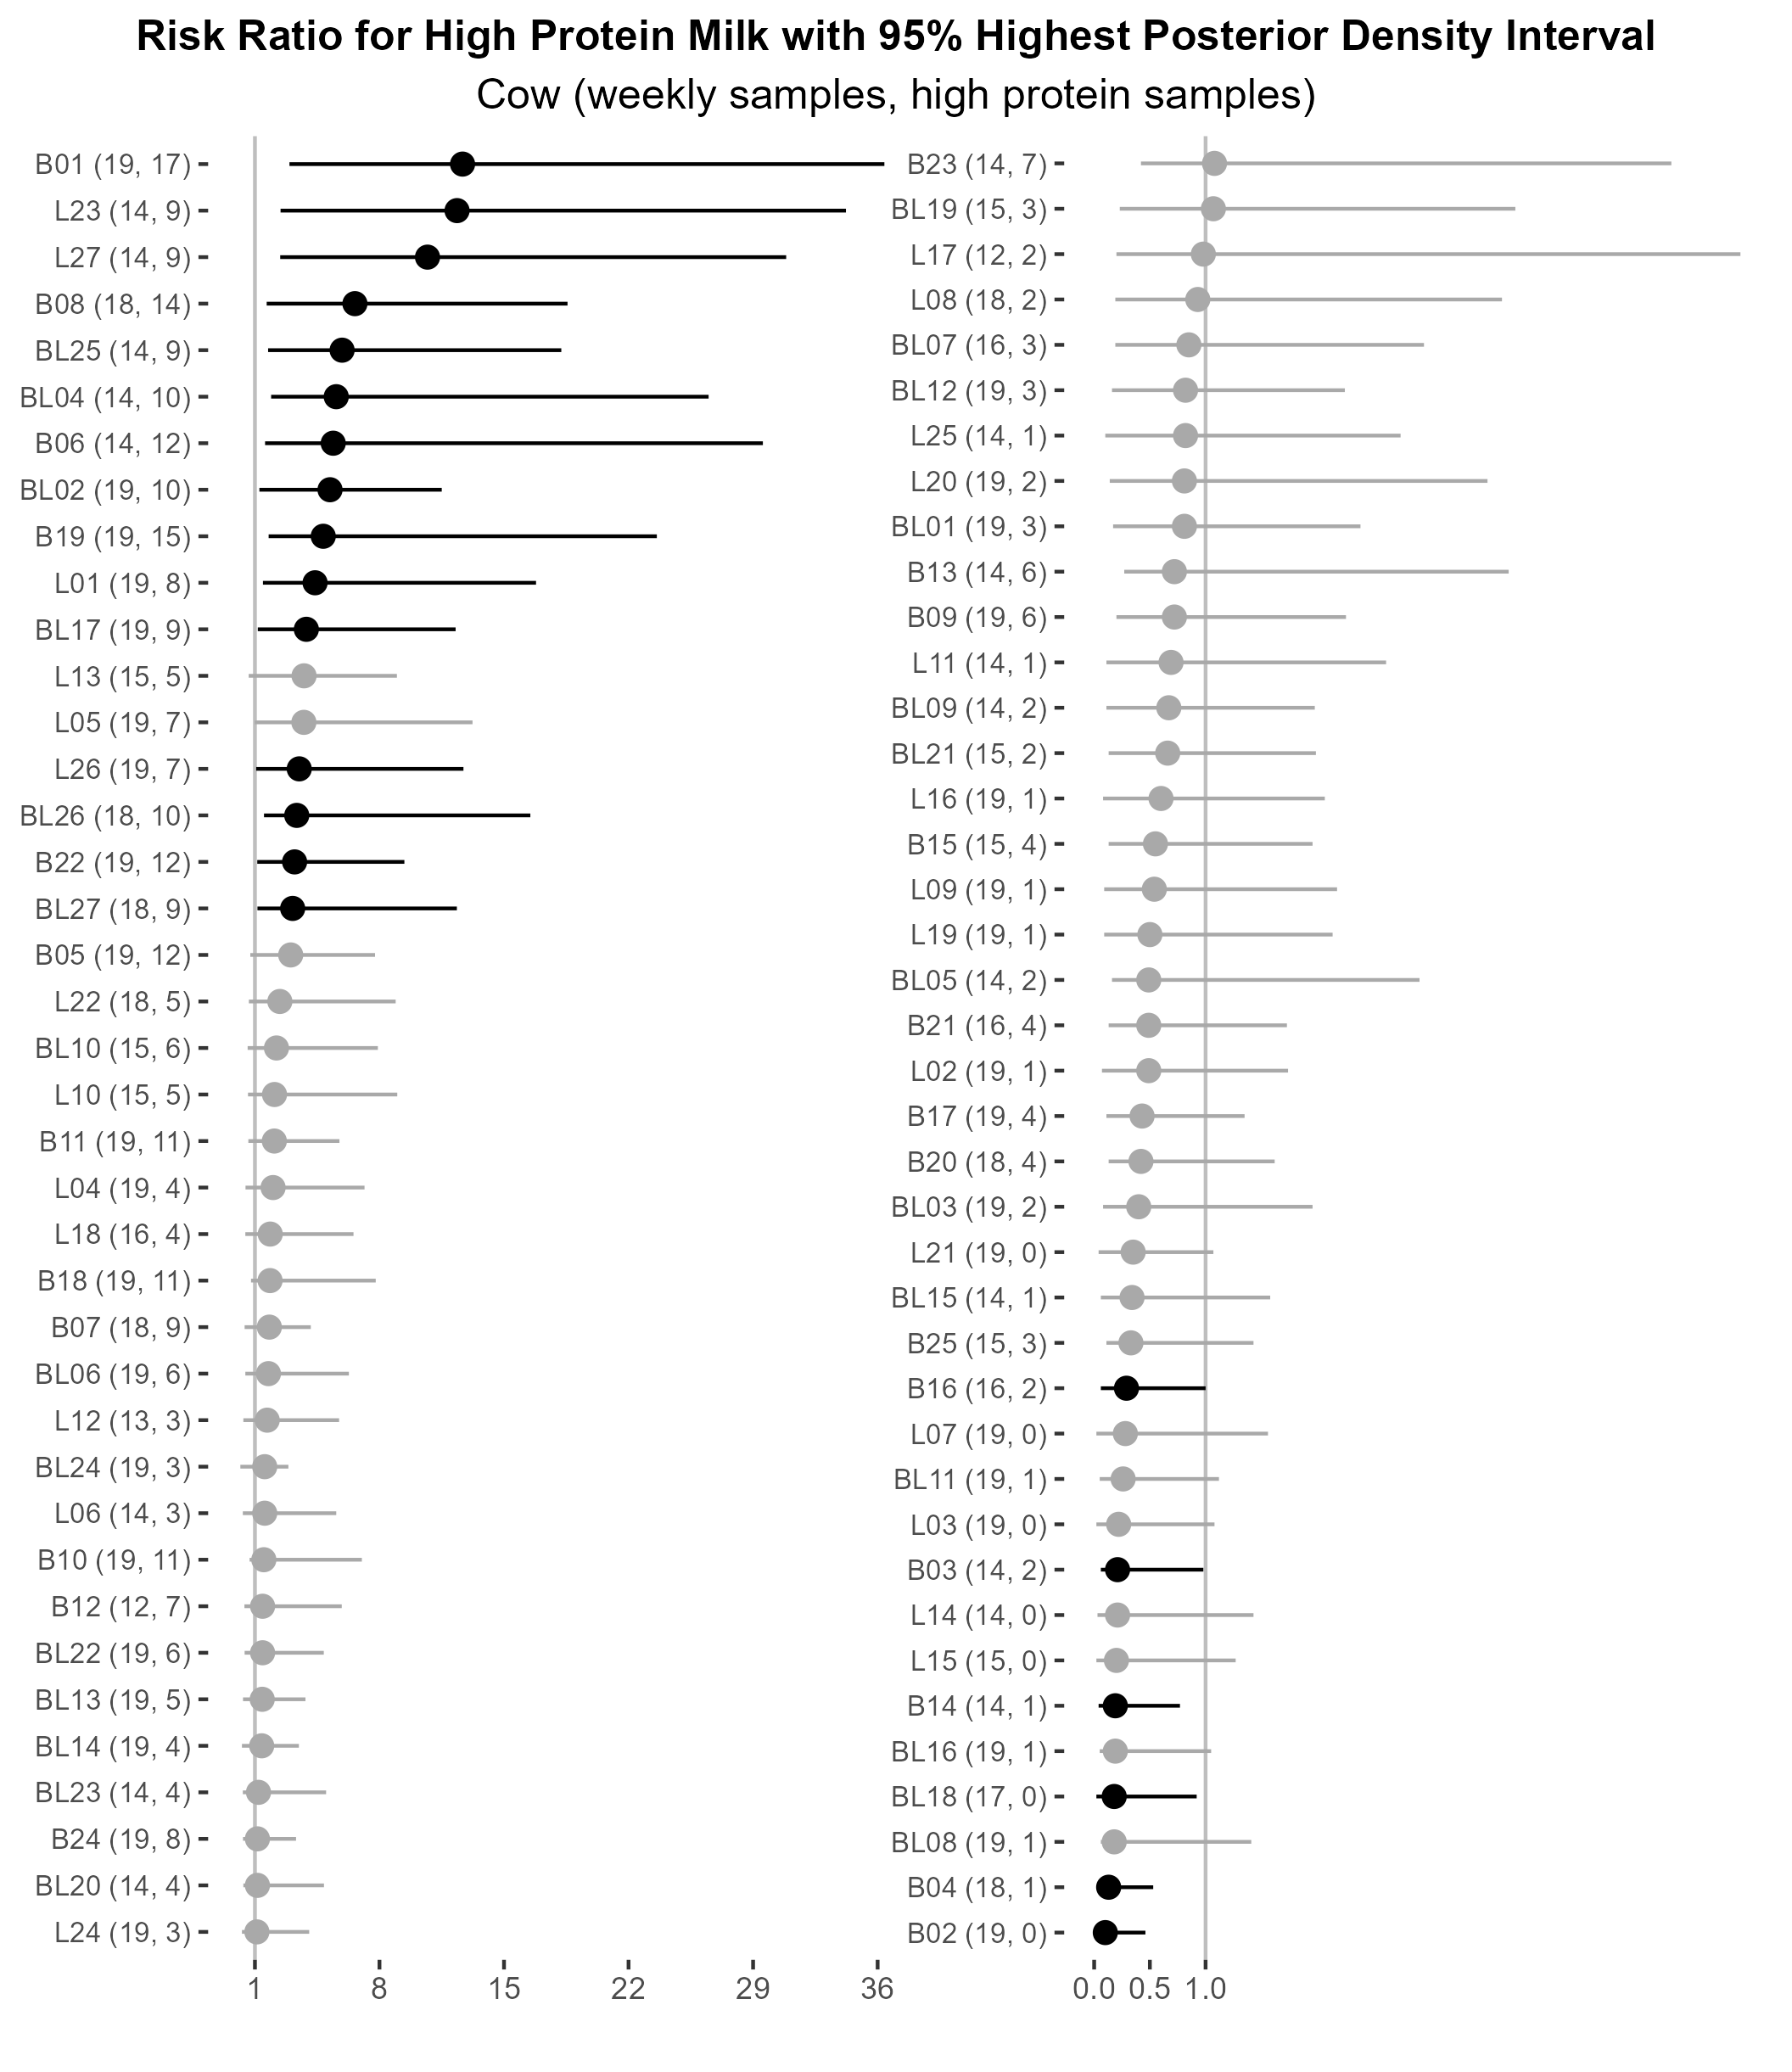 Risk Ratio for High Protein Milk with 95% Highest Posterior Density Interval
Cow (weekly samples, high protein samples)
B01 (19, 17)
L23 (14, 9)
L27 (14, 9)
B08 (18, 14)
BL25 (14, 9)
BL04 (14, 10)
B06 (14, 12)
BL02 (19, 10)
B19 (19, 15)
L01 (19, 8)
BL17 (19, 9)
L13 (15, 5)
L05 (19, 7)
L26 (19, 7)
BL26 (18, 10)
B22 (19, 12)
BL27 (18, 9)
B05 (19, 12)
L22 (18, 5)
BL10 (15, 6)
L10 (15, 5)
B11 (19, 11)
L04 (19, 4)
L18 (16, 4)
B18 (19, 11)
B07 (18, 9)
BL06 (19, 6)
L12 (13, 3)
BL24 (19, 3)
L06 (14, 3)
B10 (19, 11)
B12 (12, 7)
BL22 (19, 6)
BL13 (19, 5)
BL14 (19, 4)
BL23 (14, 4)
B24 (19, 8)
BL20 (14, 4)
L24 (19, 3)
1 8 15 22 29 36
B23 (14, 7)
BL19 (15, 3)
L17 (12, 2)
L08 (18, 2)
BL07 (16, 3)
BL12 (19, 3)
L25 (14, 1)
L20 (19, 2)
BL01 (19, 3)
B13 (14, 6)
B09 (19, 6)
L11 (14, 1)
BL09 (14, 2)
BL21 (15, 2)
L16 (19, 1)
B15 (15, 4)
L09 (19, 1)
L19 (19, 1)
BL05 (14, 2)
B21 (16, 4)
L02 (19, 1)
B17 (19, 4)
B20 (18, 4)
BL03 (19, 2)
L21 (19, 0)
BL15 (14, 1)
B25 (15, 3)
B16 (16, 2)
L07 (19, 0)
BL11 (19, 1)
L03 (19, 0)
B03 (14, 2)
L14 (14, 0)
L15 (15, 0)
B14 (14, 1)
BL16 (19, 1)
BL18 (17, 0)
BL08 (19, 1)
B04 (18, 1)
B02 (19, 0)
0.0 0.5 1.0